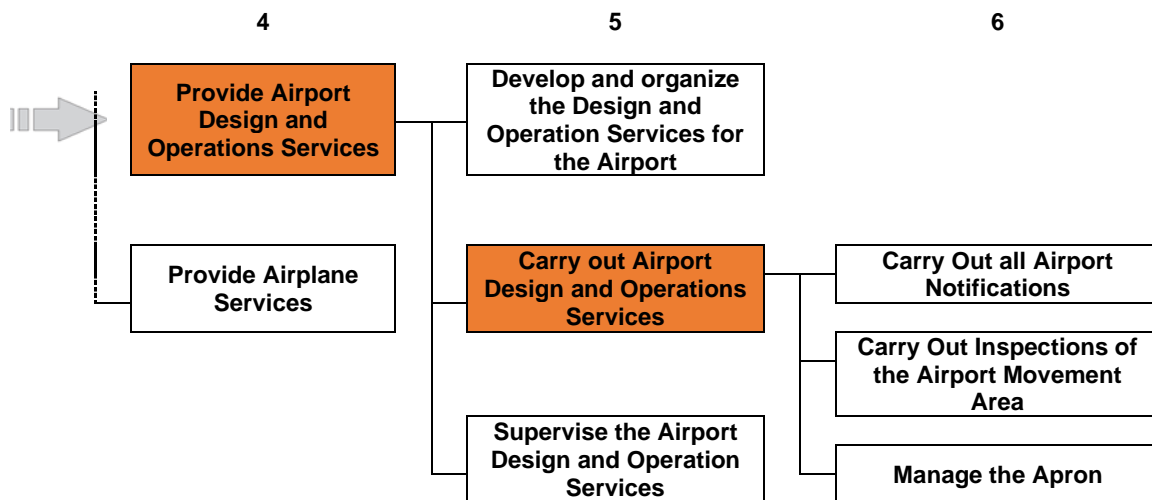 4
5
6
Provide Airport
Design and
Operations Services
Develop and organize
the Design and
Operation Services for
the Airport
Provide Airplane
Services
Carry out Airport
Design and Operations
Services
Carry Out all Airport
Notifications
Carry Out Inspections of
the Airport Movement
Area
Supervise the Airport
Design and Operation
Services
Manage the Apron